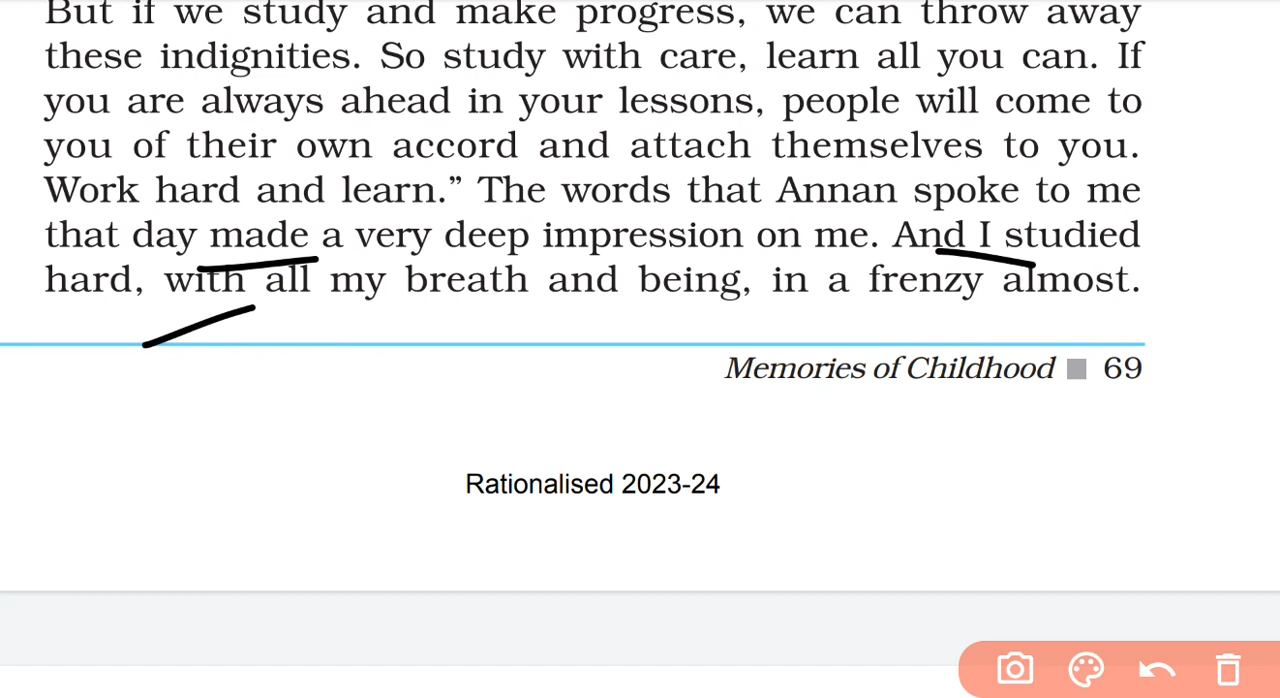 But if we study and make progress, we can throw away
these indignities. So study with care, learn all you can. If
you are always ahead in your lessons, people will come to
you of their own accord and attach themselves to you.
Work hard and learn.” The words that Annan spoke to me
that day made a very deep impression on me. And I studied
hard, with all my breath and being, in a frenzy almost.
Memories of Childhood 69
Rationalised 2023-24